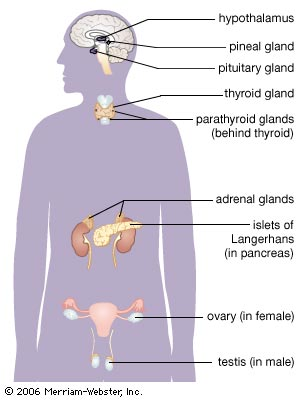 hypothalamus
pineal gland
pituitary gland
thyroid gland
parathyroid glands
(behind thyroid)
adrenal glands
islets of
Langerhans
(in pancreas)
ovary (in female)
testis (in male)
© 2006 Merriam-Webster, Inc.